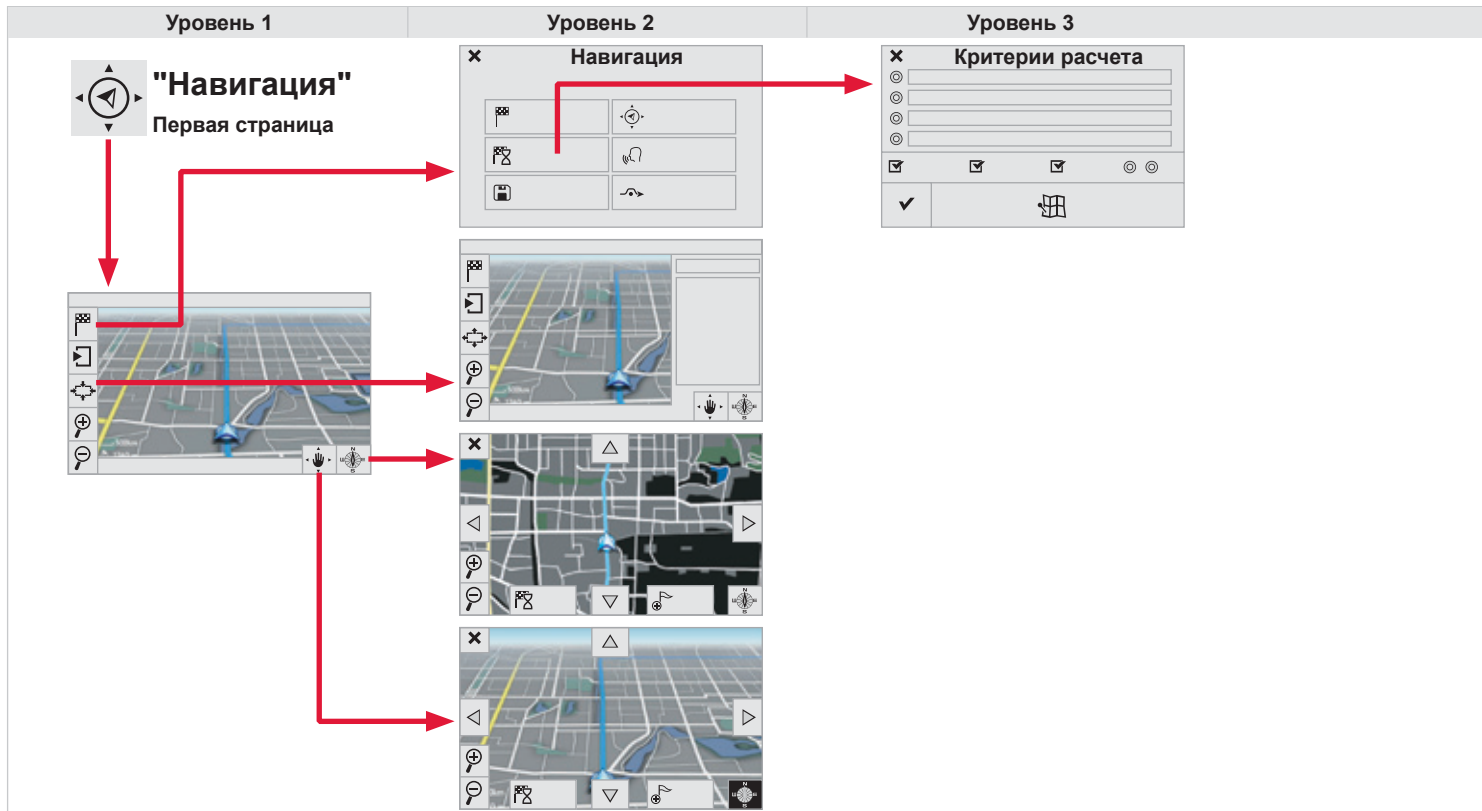 Уровень 1
Уровень 2
Уровень 3
"Навигация"
Первая страница
Навигация
Критерии расчета